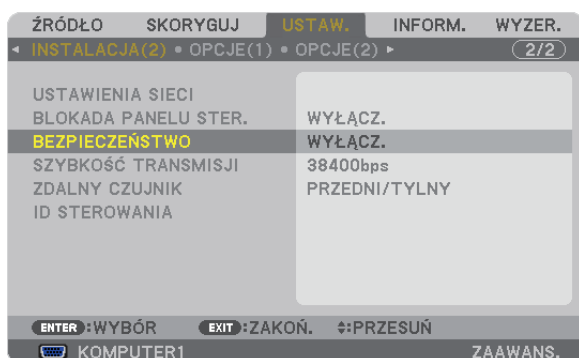 ŹRÓDŁO SKORYGUJ USTAW. INFORM. WYZER.
INSTALACJA(2) • OPCJE(1) • OPCJE(2) 2/2
USTAWIENIA SIECI
BLOKADA PANELU STER. WYŁĄCZ.
BEZPIECZEŃSTWO WYŁĄCZ.
SZYBKOŚĆ TRANSMISJI 38400bps
ZDALNY CZUJNIK PRZEDNI/TYLNY
ID STEROWANIA
ENTER :WYBÓR EXIT :ZAKOŃ. :PRZESUŃ
KOMPUTER1 ZAAWANS.